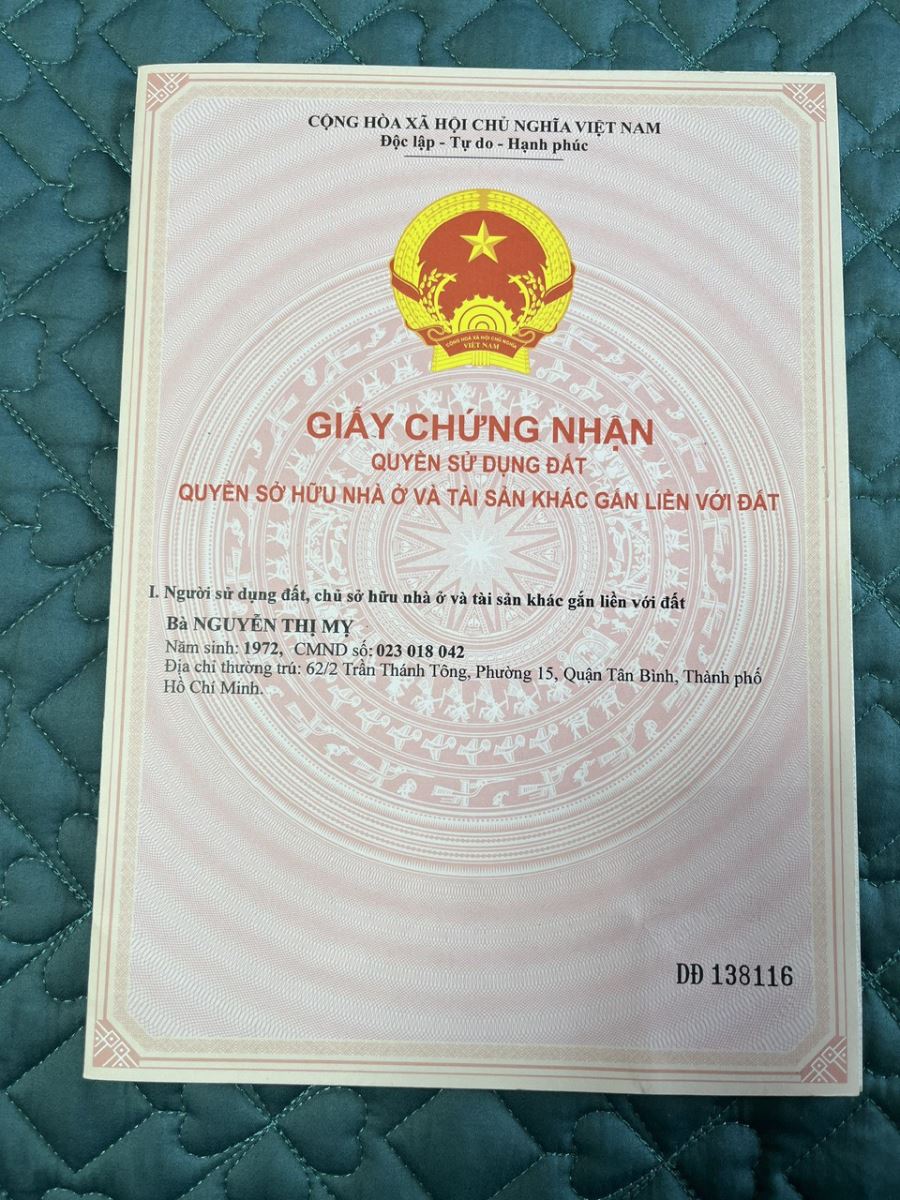 CỘNG HÒA XÃ HỘI CHỦ NGHĨA VIỆT NAM
Độc lập - Tự do - Hạnh phúc
CỘNG HÒA XÃ HỘI CHỦ NGHĨA
VIỆT NAM
GIẤY CHỨNG NHẬN
QUYỀN SỬ DỤNG ĐẤT
QUYỀN SỞ HỮU NHÀ Ở VÀ TÀI SẢN KHÁC GẮN LIỀN VỚI ĐẤT
I. Người sử dụng đất, chủ sở hữu nhà ở và tài sản khác gắn liền với đất
Bà NGUYỄN THỊ MỴ
Năm sinh: 1972, CMND số: 023 018 042
Địa chỉ thường trú: 62/2 Trần Thánh Tông, Phường 15, Quận Tân Bình, Thành phố
Hồ Chí Minh.
DĐ 138116